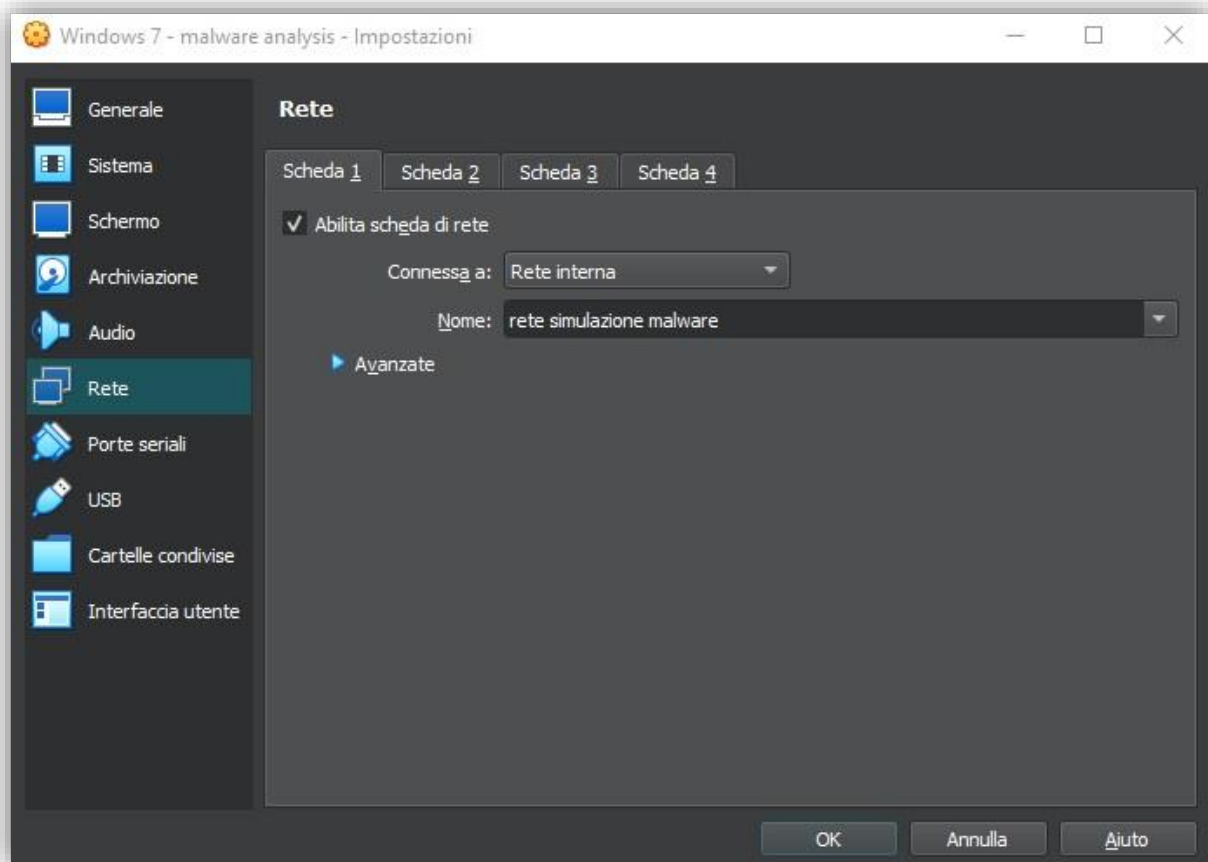 Windows 7 - malware analysis - Impostazioni
Generale
Sistema
Schermo
Archiviazione
Audio
Rete
Porte seriali
USB
Cartelle condivise
Interfaccia utente
Rete
Scheda 1 Scheda 2 Scheda 3 Scheda 4
Abilita scheda di rete
Connessa a: Rete interna
Nome: rete simulazione malware
Avanzate
OK Annulla Aiuto